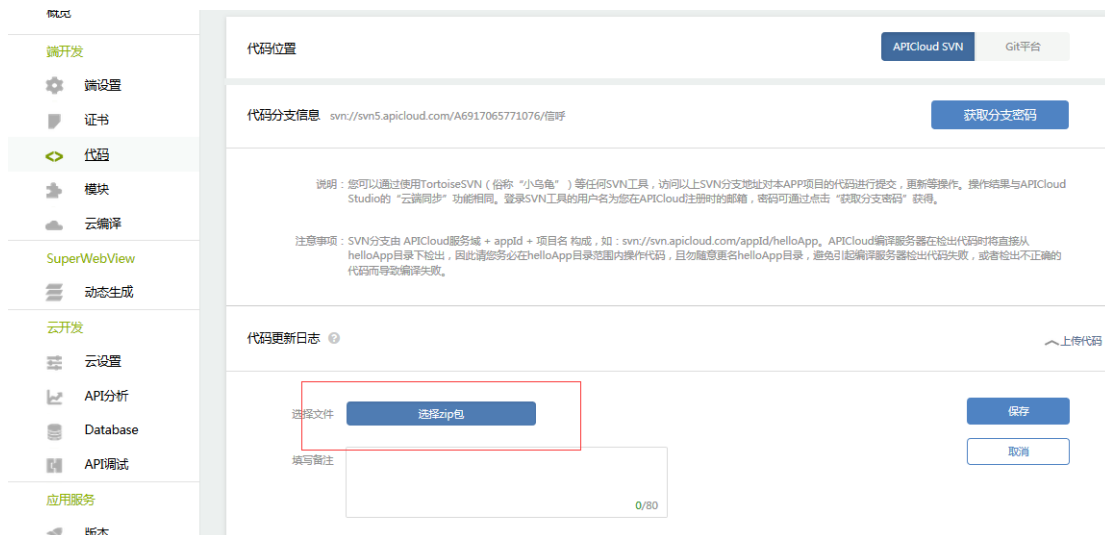 概览
端开发
端设置
证书
代码
模块
云编译
SuperWebView
动态生成
云开发
云设置
API分析
Database
API调试
应用服务
版本
代码位置
APICloud SVN
Git平台
代码分支信息 svn://svn5.apicloud.com/A6917065771076/信呼
获取分支密码
说明：您可以通过使用TortoiseSVN（俗称“小乌龟”）等任何SVN工具，访问以上SVN分支地址对本APP项目的代码进行提交，更新等操作。操作结果与APICloud
Studio的“云端同步”功能相同。登录SVN工具的用户名为您在APICloud注册时的邮箱，密码可通过点击“获取分支密码”获得。
注意事项：SVN分支由 APICloud服务域 + appId + 项目名 构成，如：svn://svn.apicloud.com/appId/helloApp。APICloud编译服务器在检出代码时将直接从
helloApp目录下检出，因此请您务必在helloApp目录范围内操作代码，且勿随意更名helloApp目录，避免引起编译服务器检出代码失败，或者检出不正确的
代码而导致编译失败。
代码更新日志 ?
上传代码
选择文件
选择zip包
保存
填写备注
取消
0/80